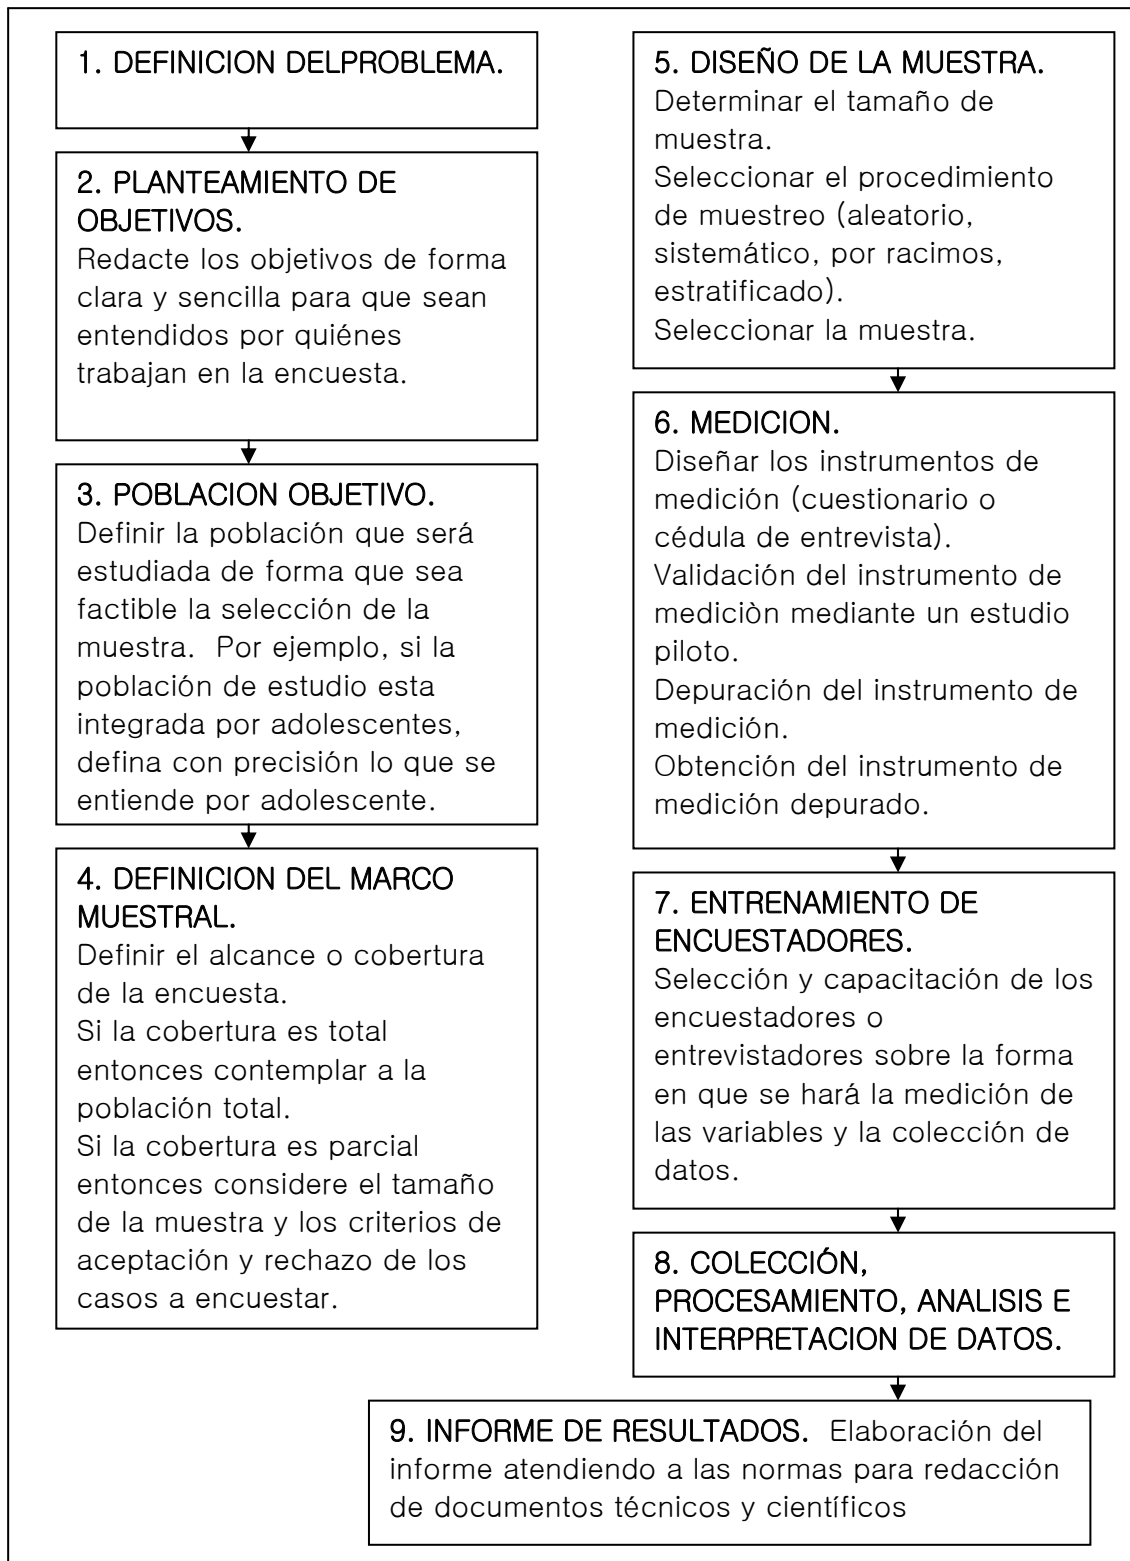 1. DEFINICION DELPROBLEMA.
2. PLANTEAMIENTO DE
OBJETIVOS.
Redacte los objetivos de forma
clara y sencilla para que sean
entendidos por quiénes
trabajan en la encuesta.
3. POBLACION OBJETIVO.
Definir la población que será
estudiada de forma que sea
factible la selección de la
muestra.  Por ejemplo, si la
población de estudio esta
integrada por adolescentes,
defina con precisión lo que se
entiende por adolescente.
4. DEFINICION DEL MARCO
MUESTRAL.
Definir el alcance o cobertura
de la encuesta.
Si la cobertura es total
entonces contemplar a la
población total.
Si la cobertura es parcial
entonces considere el tamaño
de la muestra y los criterios de
aceptación y rechazo de los
casos a encuestar.
5. DISEÑO DE LA MUESTRA.
Determinar el tamaño de
muestra.
Seleccionar el procedimiento
de muestreo (aleatorio,
sistemático, por racimos,
estratificado).
Seleccionar la muestra.
6. MEDICION.
Diseñar los instrumentos de
medición (cuestionario o
cédula de entrevista).
Validación del instrumento de
mediciòn mediante un estudio
piloto.
Depuración del instrumento de
medición.
Obtención del instrumento de
medición depurado.
7. ENTRENAMIENTO DE
ENCUESTADORES.
Selección y capacitación de los
encuestadores o
entrevistadores sobre la forma
en que se hará la medición de
las variables y la colección de
datos.
8. COLECCIÓN,
PROCESAMIENTO, ANALISIS E
INTERPRETACION DE DATOS.
9. INFORME DE RESULTADOS.  Elaboración del
informe atendiendo a las normas para redacción
de documentos técnicos y científicos